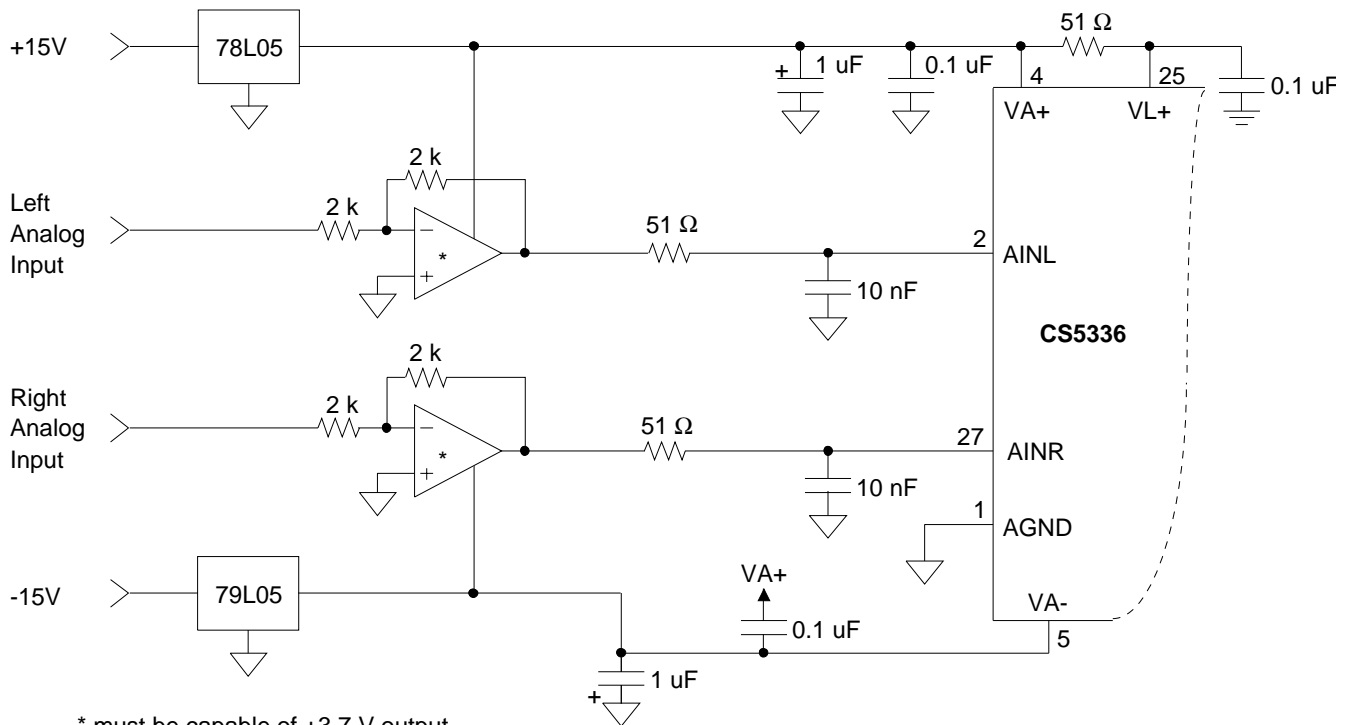 51 Ω
+15V
78L05
+
1 uF
0.1 uF
4
25
0.1 uF
VA+
VL+
2 k
Left
Analog
Input
2 k
−
*
+
51 Ω
2
AINL
10 nF
CS5336
2 k
Right
Analog
Input
2 k
−
*
+
51 Ω
27
AINR
10 nF
1
AGND
-15V
79L05
VA+
0.1 uF
VA-
5
1 uF
+
* must be capable of +3.7 V output